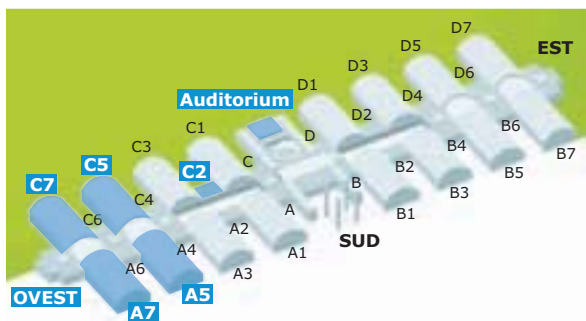 D7
EST
D5
D3
D6
D1
Auditorium
D4
D2
B6
C1
D
B4
B7
C3
B5
C5
C
C2
B2
B3
C7
B
C4
A
B1
C6
A2
SUD
A4
A1
A6
A3
OVEST
A5
A7